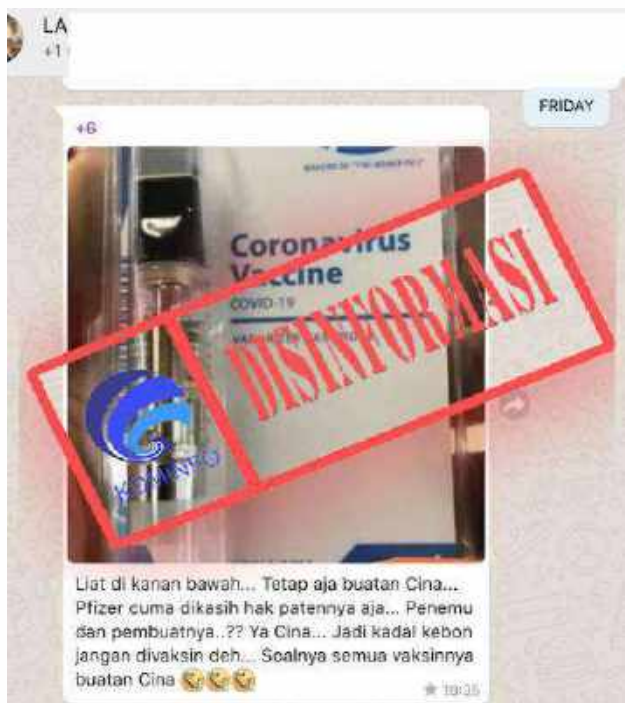 LA
+1
FRIDAY
+6
Coronavirus
Vaccine
COVID-19
DISINFORMASI
KOMINFO
Liat di kanan bawah... Tetap aja buatan Cina...
Pfizer cuma dikasih hak patennya aja... Penemu
dan pembuatnya..?? Ya Cina... Jadi kadal kebon
jangan divaksin deh... Soalnya semua vaksinnya
buatan Cina